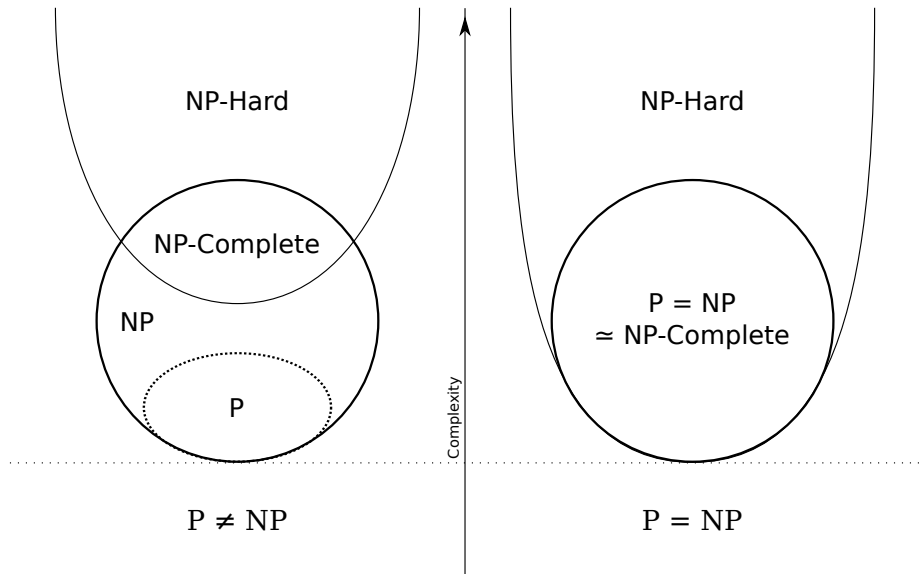 NP-Hard
NP-Complete
NP
P
P ≠ NP
Complexity
NP-Hard
P = NP
≃ NP-Complete
P = NP